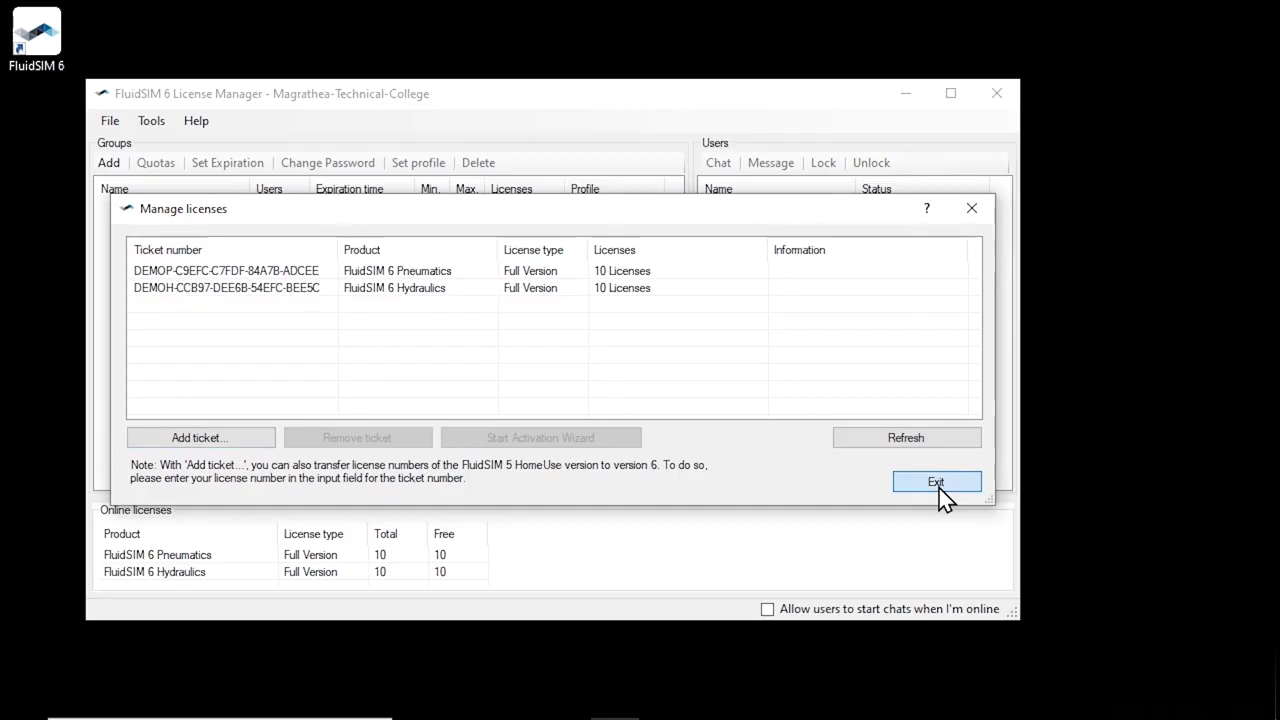 FluidSIM 6
FluidSIM 6 License Manager - Magrathea-Technical-College
File Tools Help
Groups
Users
Add Quotas Set Expiration Change Password Set profile Delete
Chat Message Lock Unlock
Name Users Expiration time Min. Max. Licenses Profile
Name Status
Manage licenses
?
Ticket number Product License type Licenses Information
DEMOP-C9EFC-C7FDF-84A7B-ADCEE FluidSIM 6 Pneumatics Full Version 10 Licenses
DEMOH-CCB97-DEE6B-54EFC-BEE5C FluidSIM 6 Hydraulics Full Version 10 Licenses
Add ticket... Remove ticket Start Activation Wizard Refresh
Note: With 'Add ticket...', you can also transfer license numbers of the FluidSIM 5 HomeUse version to version 6. To do so,
please enter your license number in the input field for the ticket number.
Exit
Online licenses
Product License type Total Free
FluidSIM 6 Pneumatics Full Version 10 10
FluidSIM 6 Hydraulics Full Version 10 10
Allow users to start chats when I'm online